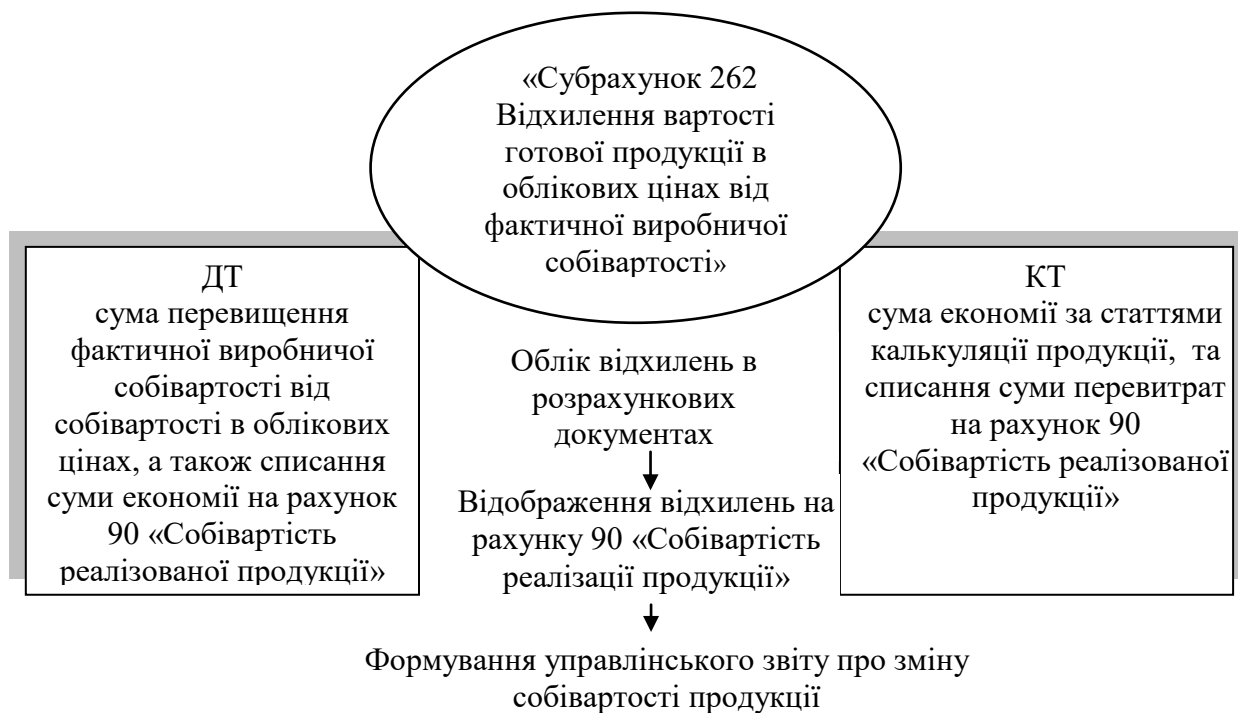 «Субрахунок 262
Відхилення вартості
готової продукції в
облікових цінах від
фактичної виробничої
собівартості»
ДТ
сума перевищення
фактичної виробничої
собівартості від
собівартості в облікових
цінах, а також списання
суми економії на рахунок
90 «Собівартість
реалізованої продукції»
Облік відхилень в
розрахункових
документах
Відображення відхилень на
рахунку 90 «Собівартість
реалізації продукції»
КТ
сума економії за статтями
калькуляції продукції, та
списання суми перевитрат
на рахунок 90
«Собівартість реалізованої
продукції»
Формування управлінського звіту про зміну
собівартості продукції